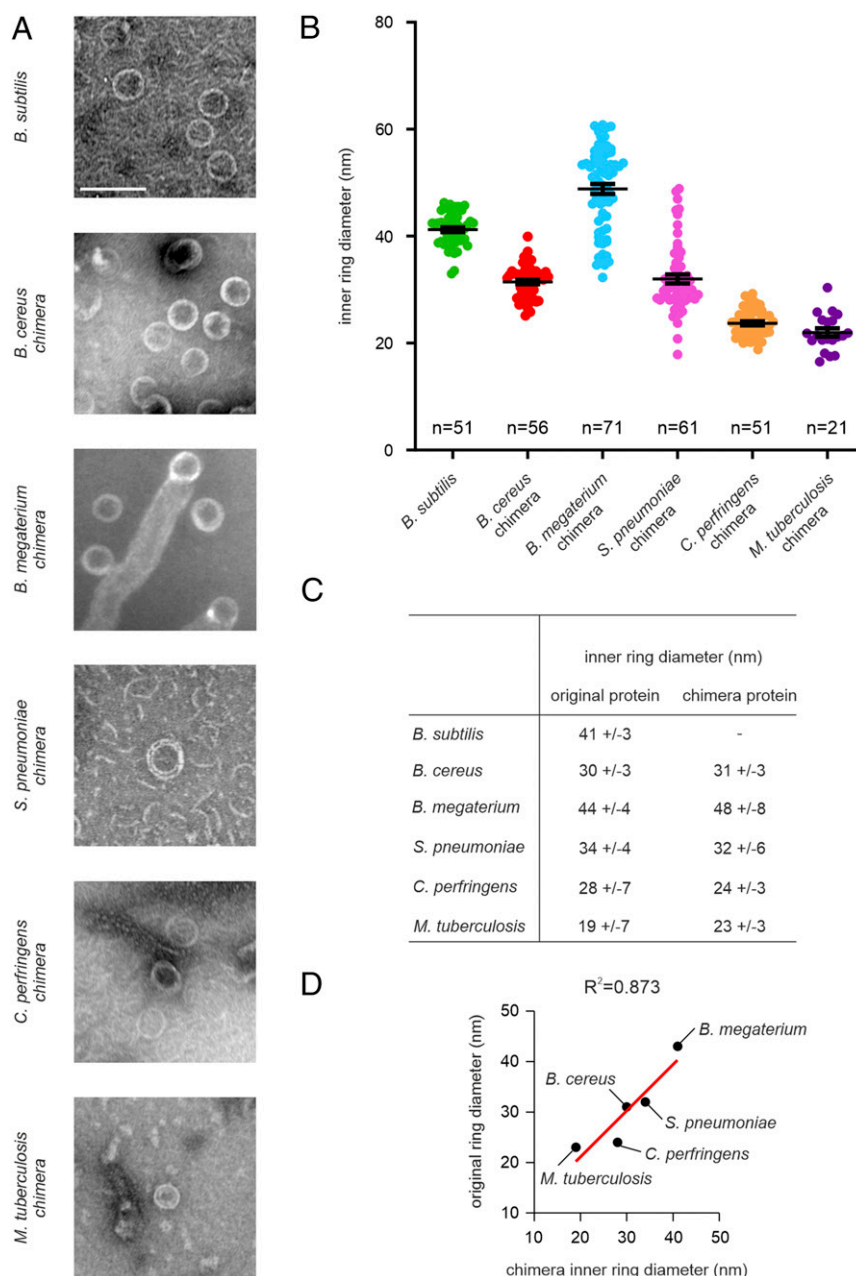 A
B. subtilis
B. cereus
chimera
B. megaterium
chimera
S. pneumoniae
chimera
C. perfringens
chimera
M. tuberculosis
chimera
B
inner ring diameter (nm)
80
60
40
20
0
n=51
n=56
n=71
n=61
n=51
n=21
B. subtilis
B. cereus
chimera
B. megaterium
chimera
S. pneumoniae
chimera
C. perfringens
chimera
M. tuberculosis
chimera
C
inner ring diameter (nm)
original protein chimera protein
B. subtilis 41 +/-3 -
B. cereus 30 +/-3 31 +/-3
B. megaterium 44 +/-4 48 +/-8
S. pneumoniae 34 +/-4 32 +/-6
C. perfringens 28 +/-7 24 +/-3
M. tuberculosis 19 +/-7 23 +/-3
D
R²=0.873
original ring diameter (nm)
50
40
30
20
10
B. megaterium
B. cereus
S. pneumoniae
C. perfringens
M. tuberculosis
10 20 30 40 50
chimera inner ring diameter (nm)